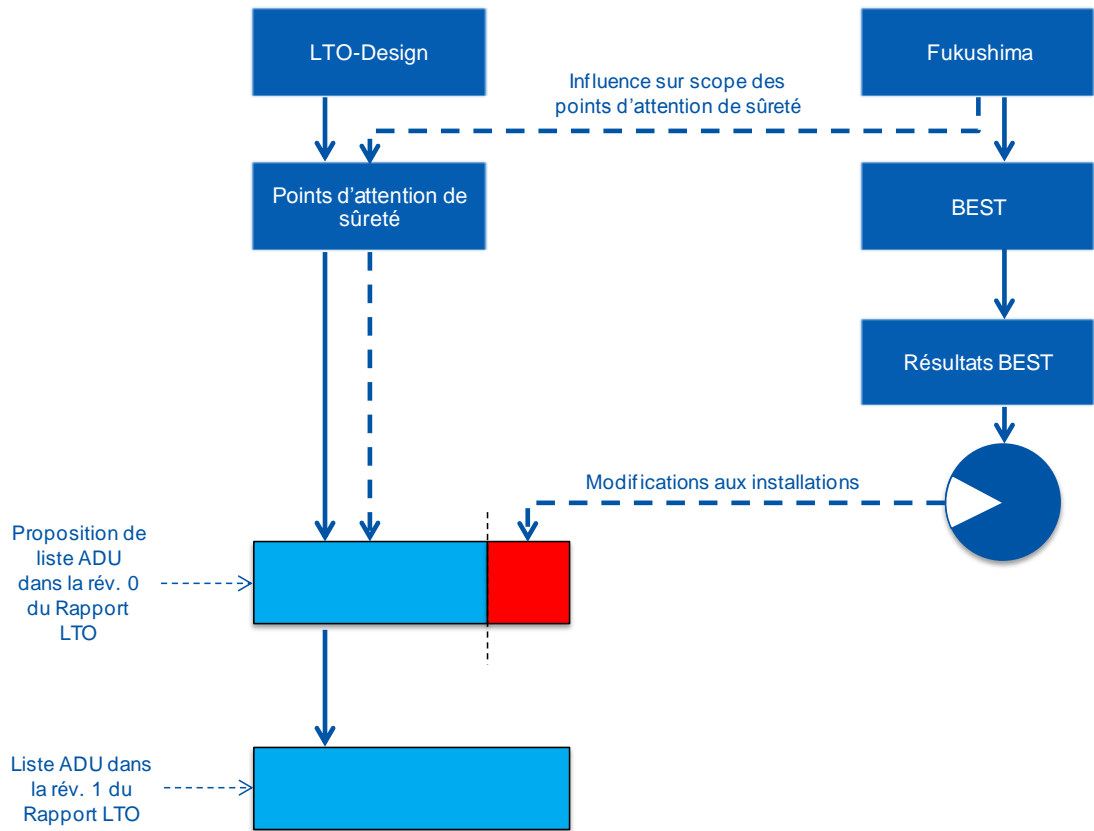 LTO-Design
Fukushima
Influence sur scope des
points d'attention de sûreté
Points d'attention de
sûreté
BEST
Résultats BEST
Modifications aux installations
Proposition de
liste ADU
dans la rév. 0
du Rapport
LTO
Liste ADU dans
la rév. 1 du
Rapport LTO